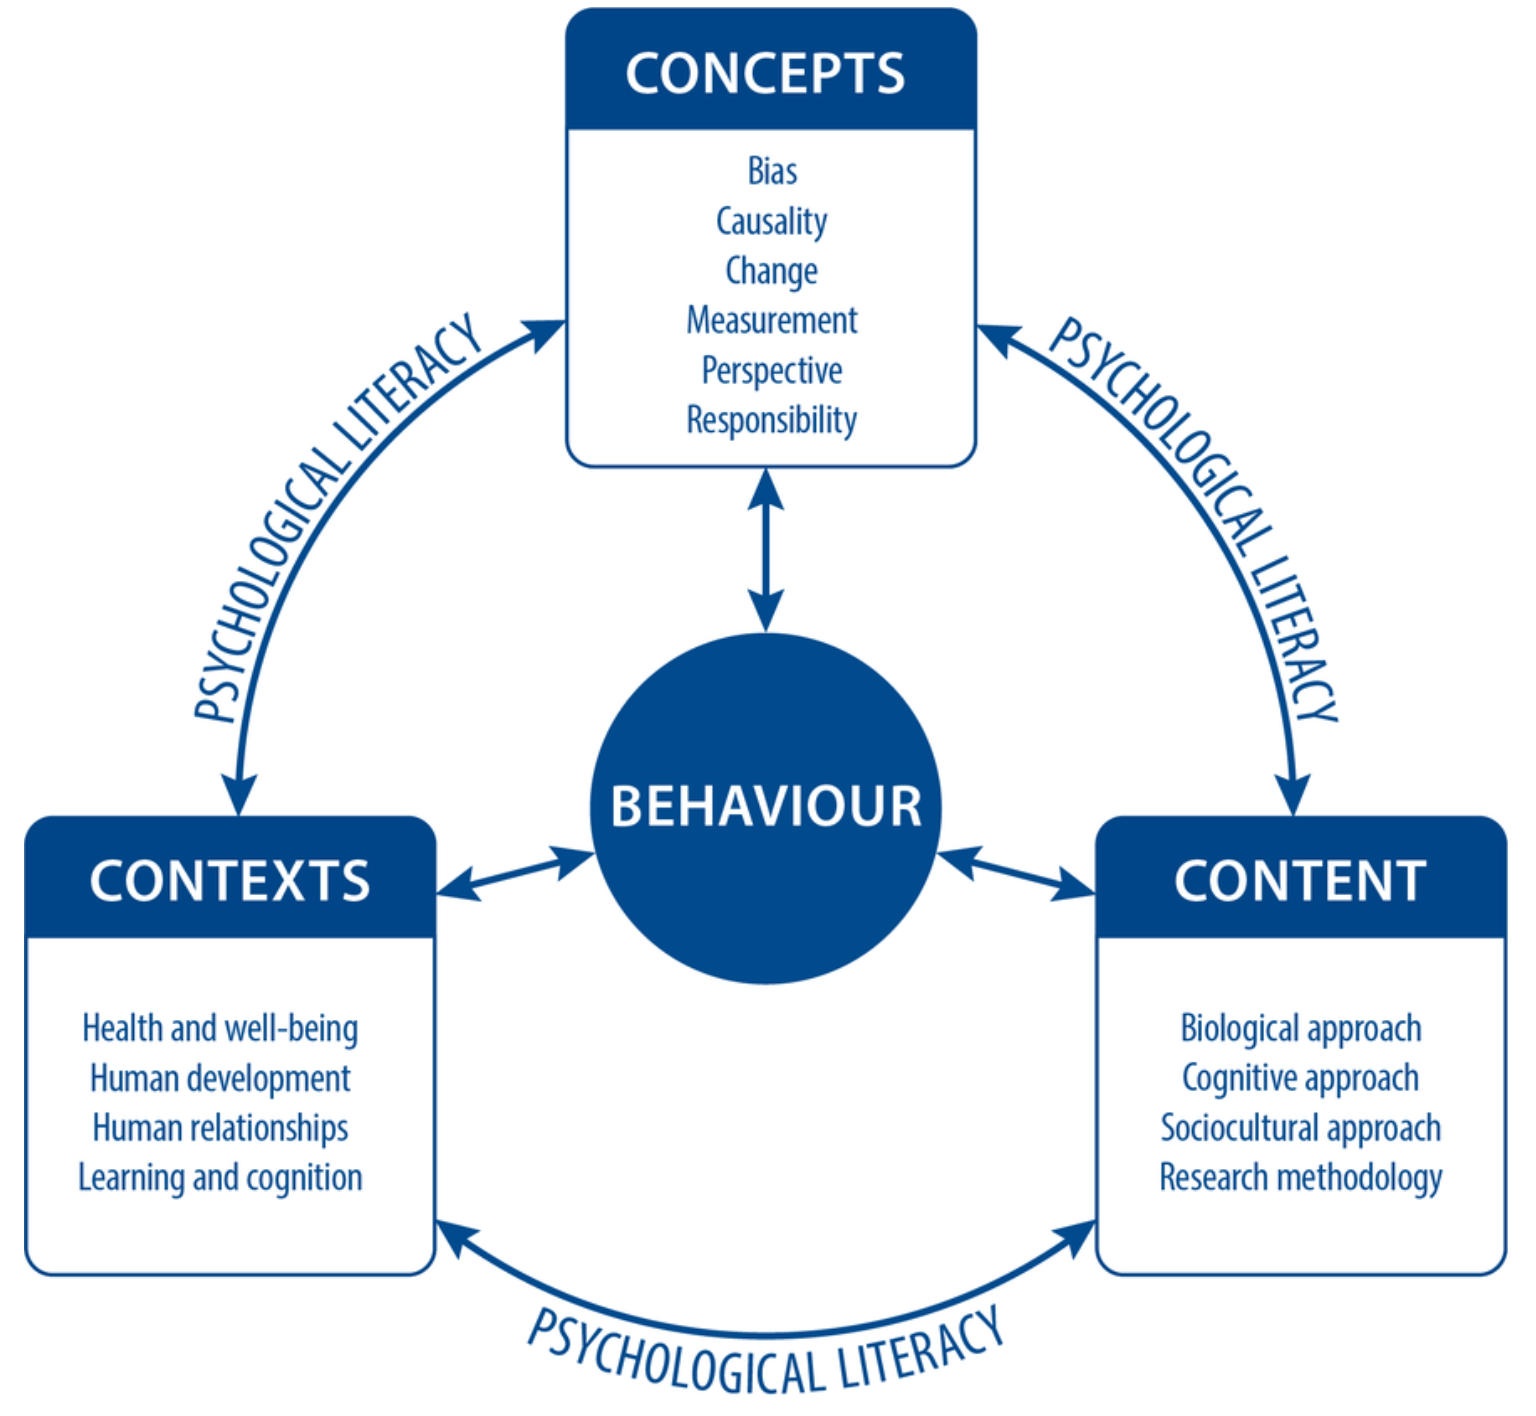 CONCEPTS
Bias
Causality
Change
Measurement
Perspective
Responsibility
PSYCHOLOGICAL LITERACY
PSYCHOLOGICAL LITERACY
BEHAVIOUR
CONTEXTS
Health and well-being
Human development
Human relationships
Learning and cognition
CONTENT
Biological approach
Cognitive approach
Sociocultural approach
Research methodology
PSYCHOLOGICAL LITERACY